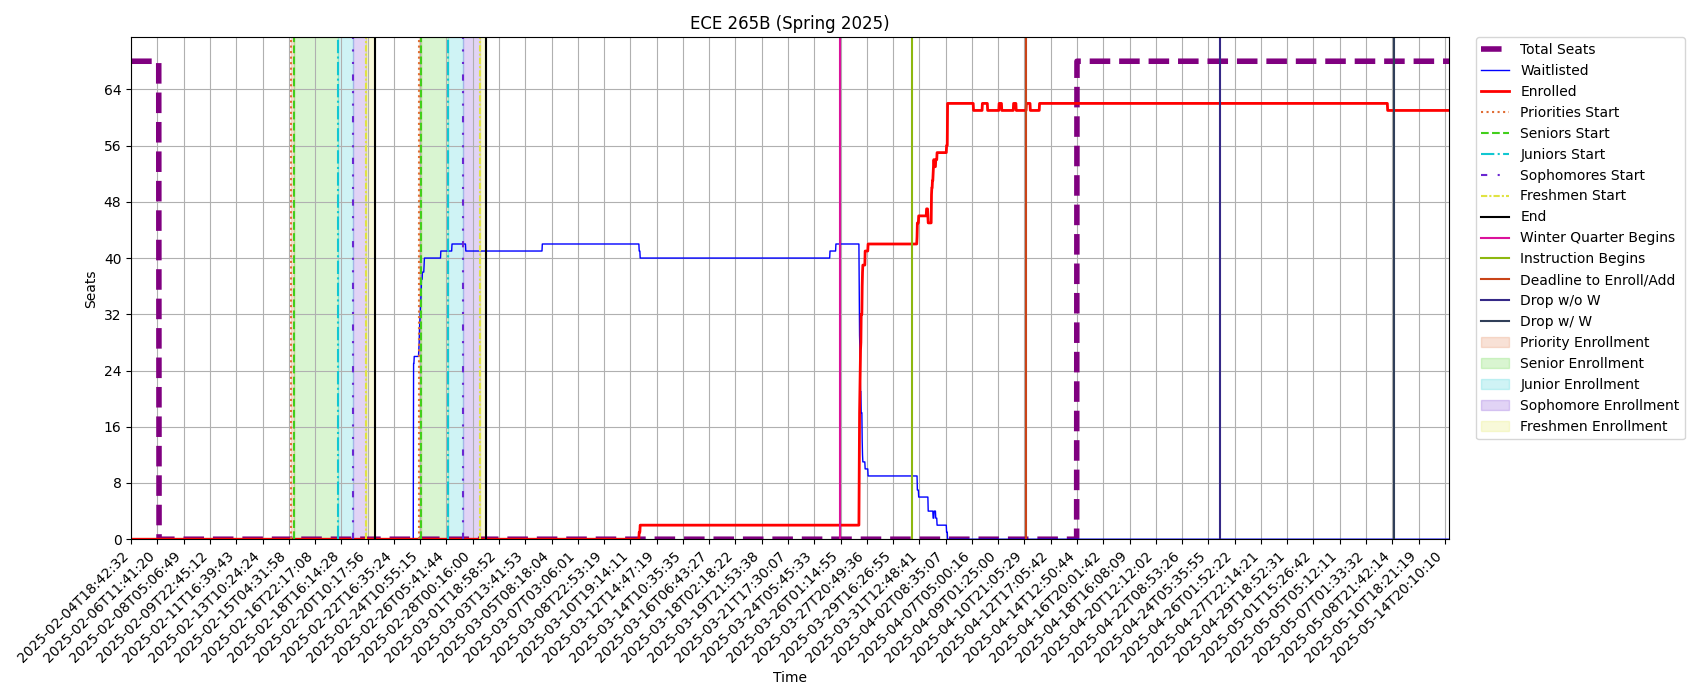 ECE 265B (Spring 2025)
Seats
64
56
48
40
32
24
16
8
0
2025-02-04T18:42:32
2025-02-06T11:41:20
2025-02-08T05:06:49
2025-02-09T22:45:12
2025-02-11T16:39:43
2025-02-13T10:24:24
2025-02-15T04:31:58
2025-02-16T22:17:08
2025-02-18T16:14:28
2025-02-20T10:17:56
2025-02-22T16:35:24
2025-02-24T10:55:15
2025-02-26T05:41:44
2025-02-28T00:16:00
2025-03-01T18:58:52
2025-03-03T13:41:53
2025-03-05T08:18:04
2025-03-07T03:06:01
2025-03-08T22:53:19
2025-03-10T19:14:11
2025-03-12T14:47:19
2025-03-14T10:35:35
2025-03-16T06:43:27
2025-03-18T02:18:22
2025-03-19T21:53:38
2025-03-21T17:30:07
2025-03-24T05:45:33
2025-03-26T01:14:55
2025-03-27T20:49:36
2025-03-29T16:26:55
2025-03-31T12:48:41
2025-04-02T08:35:07
2025-04-07T05:00:16
2025-04-09T01:25:00
2025-04-10T21:05:29
2025-04-12T17:05:42
2025-04-14T12:50:44
2025-04-16T20:01:42
2025-04-18T16:08:09
2025-04-20T12:12:02
2025-04-22T08:53:26
2025-04-24T05:35:55
2025-04-26T01:52:22
2025-04-27T22:14:21
2025-04-29T18:52:31
2025-05-01T15:26:42
2025-05-05T05:12:11
2025-05-07T01:33:32
2025-05-08T21:42:14
2025-05-10T18:21:19
2025-05-14T20:10:10
Time
Total Seats
Waitlisted
Enrolled
Priorities Start
Seniors Start
Juniors Start
Sophomores Start
Freshmen Start
End
Winter Quarter Begins
Instruction Begins
Deadline to Enroll/Add
Drop w/o W
Drop w/ W
Priority Enrollment
Senior Enrollment
Junior Enrollment
Sophomore Enrollment
Freshmen Enrollment